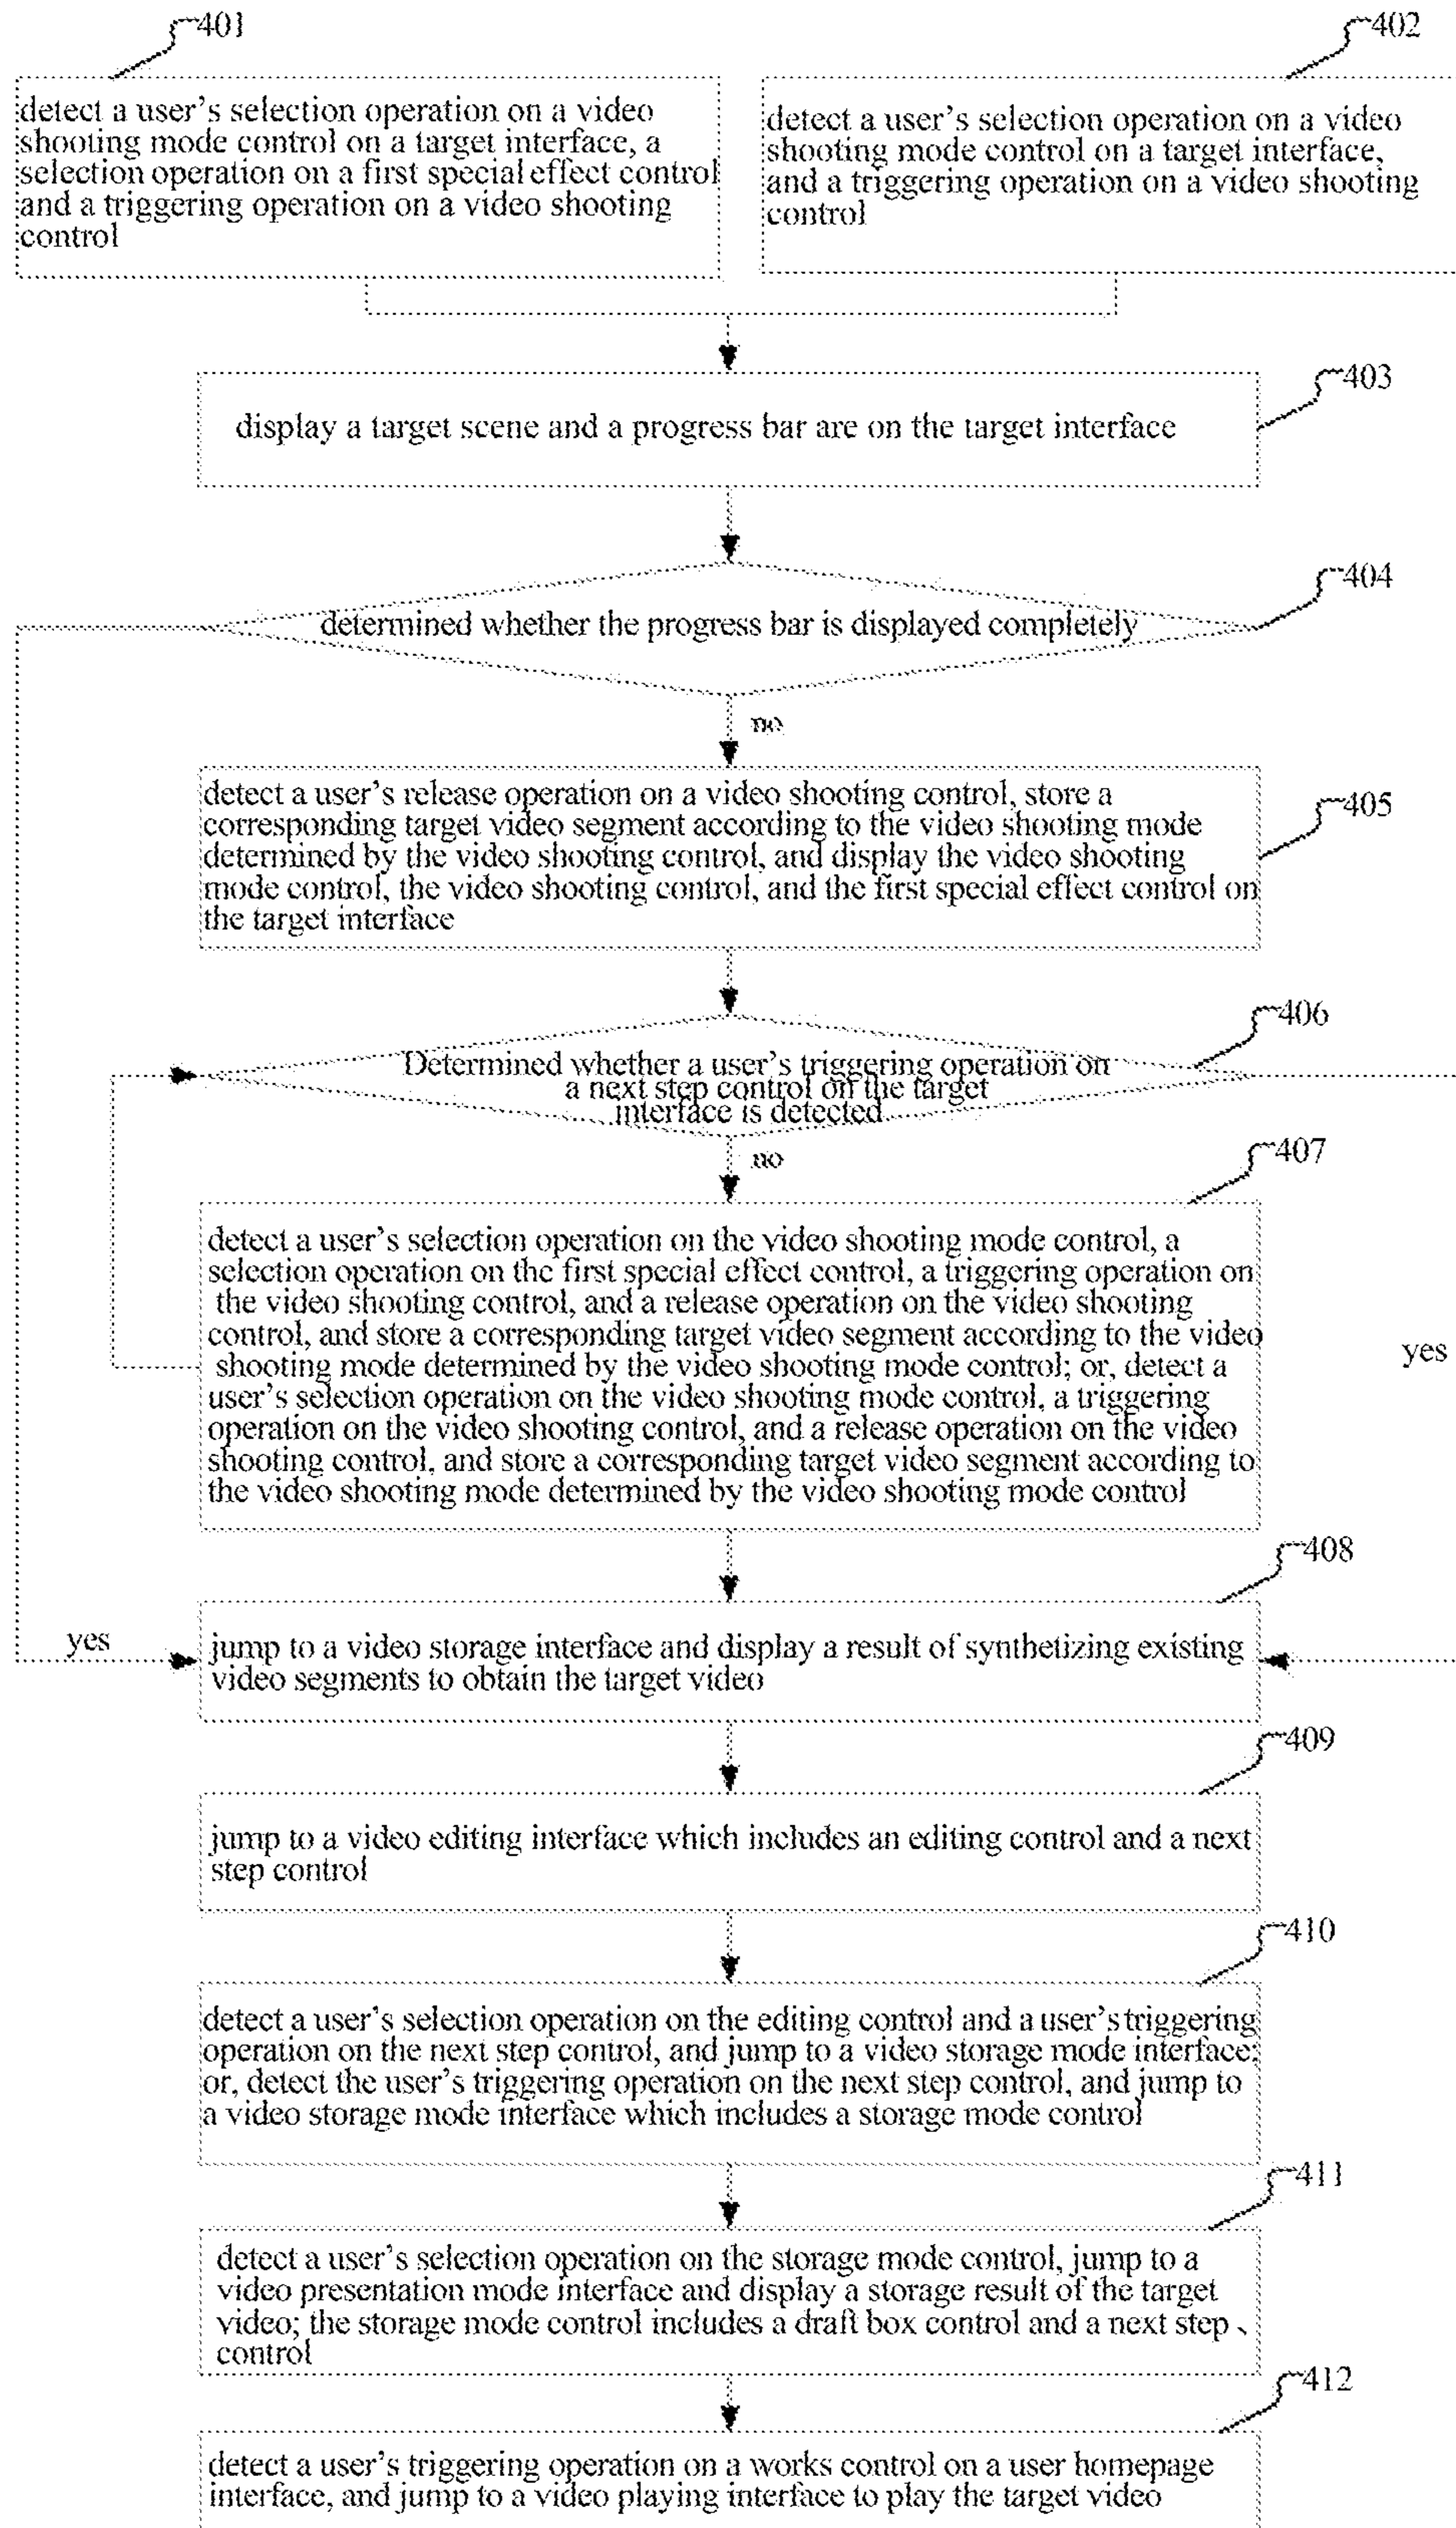 401
402
detect a user's selection operation on a video
shooting mode control on a target interface, a
selection operation on a first special effect control
and a triggering operation on a video shooting
control
detect a user's selection operation on a video
shooting mode control on a target interface,
and a triggering operation on a video shooting
control
403
display a target scene and a progress bar are on the target interface
404
determined whether the progress bar is displayed completely
no
405
detect a user's release operation on a video shooting control, store a
corresponding target video segment according to the video shooting mode
determined by the video shooting control, and display the video shooting
mode control, the video shooting control, and the first special effect control on
the target interface
406
Determined whether a user's triggering operation on
a next step control on the target
interface is detected
no
407
detect a user's selection operation on the video shooting mode control, a
selection operation on the first special effect control, a triggering operation on
the video shooting control, and a release operation on the video shooting
control, and store a corresponding target video segment according to the video
shooting mode determined by the video shooting mode control; or, detect a
user's selection operation on the video shooting mode control, a triggering
operation on the video shooting control, and a release operation on the video
shooting control, and store a corresponding target video segment according to
the video shooting mode determined by the video shooting mode control
yes
408
yes
jump to a video storage interface and display a result of synthetizing existing
video segments to obtain the target video
409
jump to a video editing interface which includes an editing control and a next
step control
410
detect a user's selection operation on the editing control and a user's triggering
operation on the next step control, and jump to a video storage mode interface;
or, detect the user's triggering operation on the next step control, and jump to
a video storage mode interface which includes a storage mode control
411
detect a user's selection operation on the storage mode control, jump to a
video presentation mode interface and display a storage result of the target
video; the storage mode control includes a draft box control and a next step 、
control
412
detect a user's triggering operation on a works control on a user homepage
interface, and jump to a video playing interface to play the target video